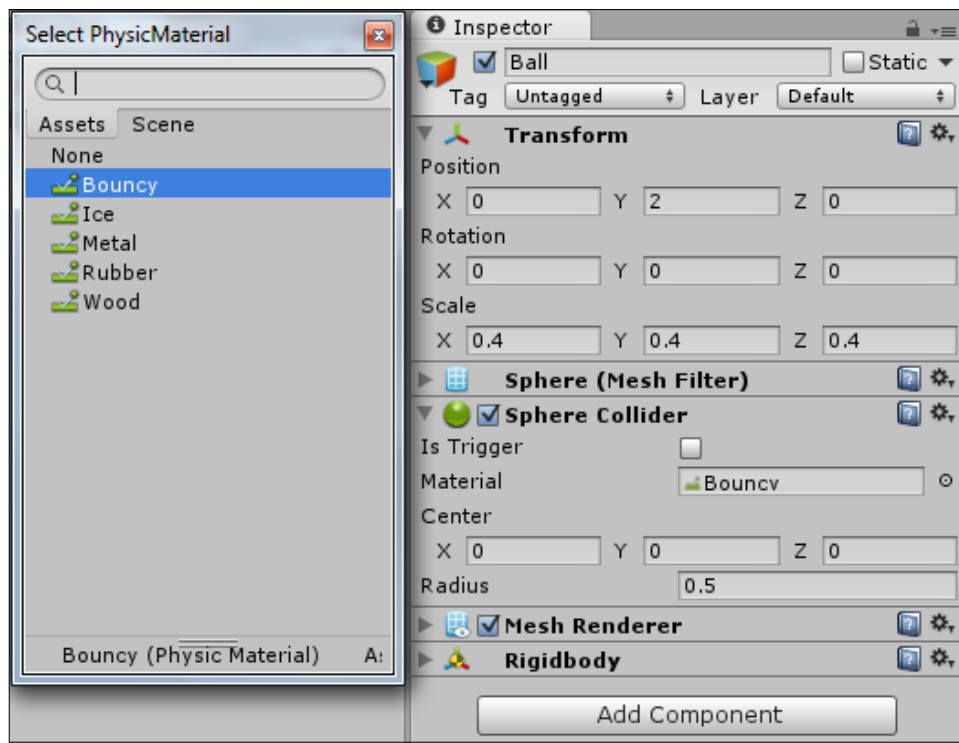 Select PhysicMaterial
Assets Scene
None
Bouncy
Ice
Metal
Rubber
Wood
Bouncy (Physic Material) A
Inspector
Ball Static
Tag Untagged Layer Default
Transform
Position
X 0 Y 2 Z 0
Rotation
X 0 Y 0 Z 0
Scale
X 0.4 Y 0.4 Z 0.4
Sphere (Mesh Filter)
Sphere Collider
Is Trigger
Material Bouncy
Center
X 0 Y 0 Z 0
Radius 0.5
Mesh Renderer
Rigidbody
Add Component